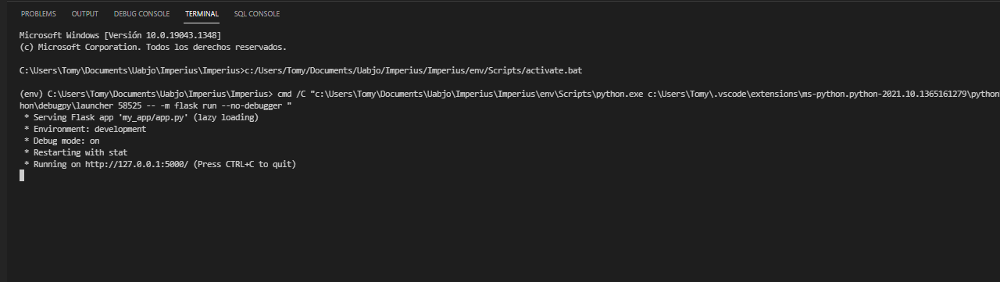 PROBLEMS OUTPUT DEBUG CONSOLE TERMINAL SQL CONSOLE
Microsoft Windows [Versión 10.0.19043.1348]
(c) Microsoft Corporation. Todos los derechos reservados.
C:\Users\Tomy\Documents\Uabjo\Imperius\Imperius>c:/Users/Tomy/Documents/Uabjo/Imperius/Imperius/env/Scripts/activate.bat
(env) C:\Users\Tomy\Documents\Uabjo\Imperius\Imperius> cmd /C "c:\Users\Tomy\Documents\Uabjo\Imperius\Imperius\env\Scripts\python.exe c:\Users\Tomy\.vscode\extensions\ms-python.python-2021.10.1365161279\python
hon\debugpy\launcher 58525 -- -m flask run --no-debugger "
* Serving Flask app 'my_app/app.py' (lazy loading)
* Environment: development
* Debug mode: on
* Restarting with stat
* Running on http://127.0.0.1:5000/ (Press CTRL+C to quit)